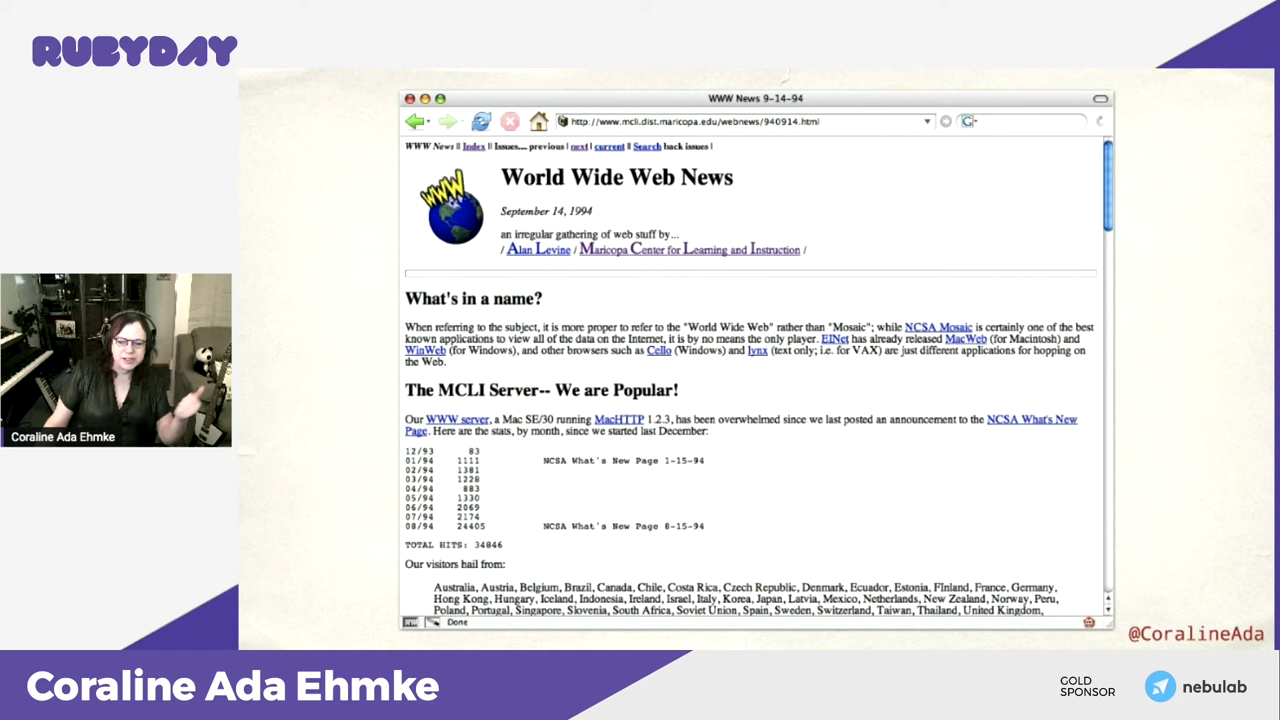 RUBYDAY
WWW News 9-14-94
http://www.mcli.dist.maricopa.edu/webnews/940914.html
G
WWW News || Index || Issues.... previous | next | current || Search back issues |
WWW
World Wide Web News
September 14, 1994
an irregular gathering of web stuff by...
/ Alan Levine / Maricopa Center for Learning and Instruction /
What's in a name?
When referring to the subject, it is more proper to refer to the "World Wide Web" rather than "Mosaic"; while NCSA Mosaic is certainly one of the best
known applications to view all of the data on the Internet, it is by no means the only player. EINet has already released MacWeb (for Macintosh) and
WinWeb (for Windows), and other browsers such as Cello (Windows) and lynx (text only; i.e. for VAX) are just different applications for hopping on
the Web.
The MCLI Server-- We are Popular!
Our WWW server, a Mac SE/30 running MacHTTP 1.2.3, has been overwhelmed since we last posted an announcement to the NCSA What's New
Page. Here are the stats, by month, since we started last December:
12/93 83
01/94 1111 NCSA What's New Page 1-15-94
02/94 1381
03/94 1228
04/94 883
05/94 1330
06/94 2069
07/94 2174
08/94 24405 NCSA What's New Page 8-15-94
TOTAL HITS: 34846
Our visitors hail from:
Australia, Austria, Belgium, Brazil, Canada, Chile, Costa Rica, Czech Republic, Denmark, Ecuador, Estonia, FInland, France, Germany,
Hong Kong, Hungary, Iceland, Indonesia, Ireland, Israel, Italy, Korea, Japan, Latvia, Mexico, Netherlands, New Zealand, Norway, Peru,
Poland, Portugal, Singapore, Slovenia, South Africa, Soviet Union, Spain, Sweden, Switzerland, Taiwan, Thailand, United Kingdom,
Done
@CoralineAda
Coraline Ada Ehmke
Coraline Ada Ehmke
GOLD
SPONSOR
nebulab